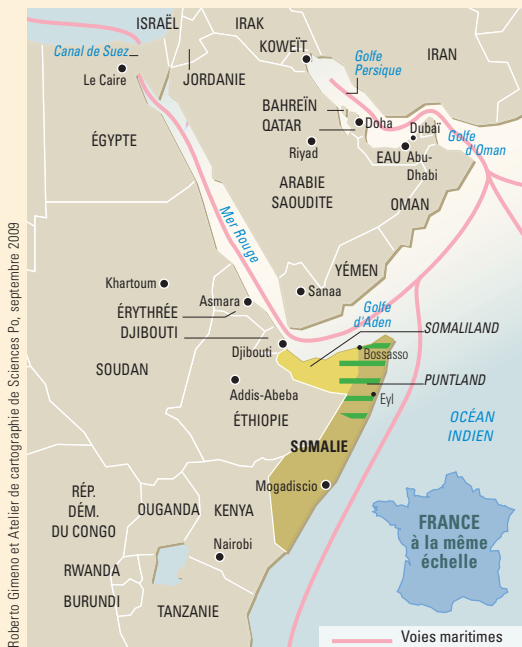 ISRAËL
IRAK
IRAN
KOWEÏT
Canal de Suez
Golfe
Persique
Le Caire
JORDANIE
BAHREÏN
QATAR
Doha
Dubaï
Golfe
d'Oman
ÉGYPTE
Riyad
EAU
Abu-
Dhabi
ARABIE
SAOUDITE
OMAN
Mer Rouge
YÉMEN
Khartoum
Asmara
Sanaa
ÉRYTHRÉE
DJIBOUTI
Golfe
d'Aden
SOMALILAND
Djibouti
Bossasso
SOUDAN
Addis-Abeba
PUNTLAND
Eyl
ÉTHIOPIE
OCÉAN
INDIEN
SOMALIE
Mogadiscio
RÉP.
DÉM.
DU CONGO
OUGANDA
KENYA
FRANCE
à la même
échelle
Nairobi
RWANDA
BURUNDI
TANZANIE
Voies maritimes
Roberto Gimeno et Atelier de cartographie de Sciences Po, septembre 2009